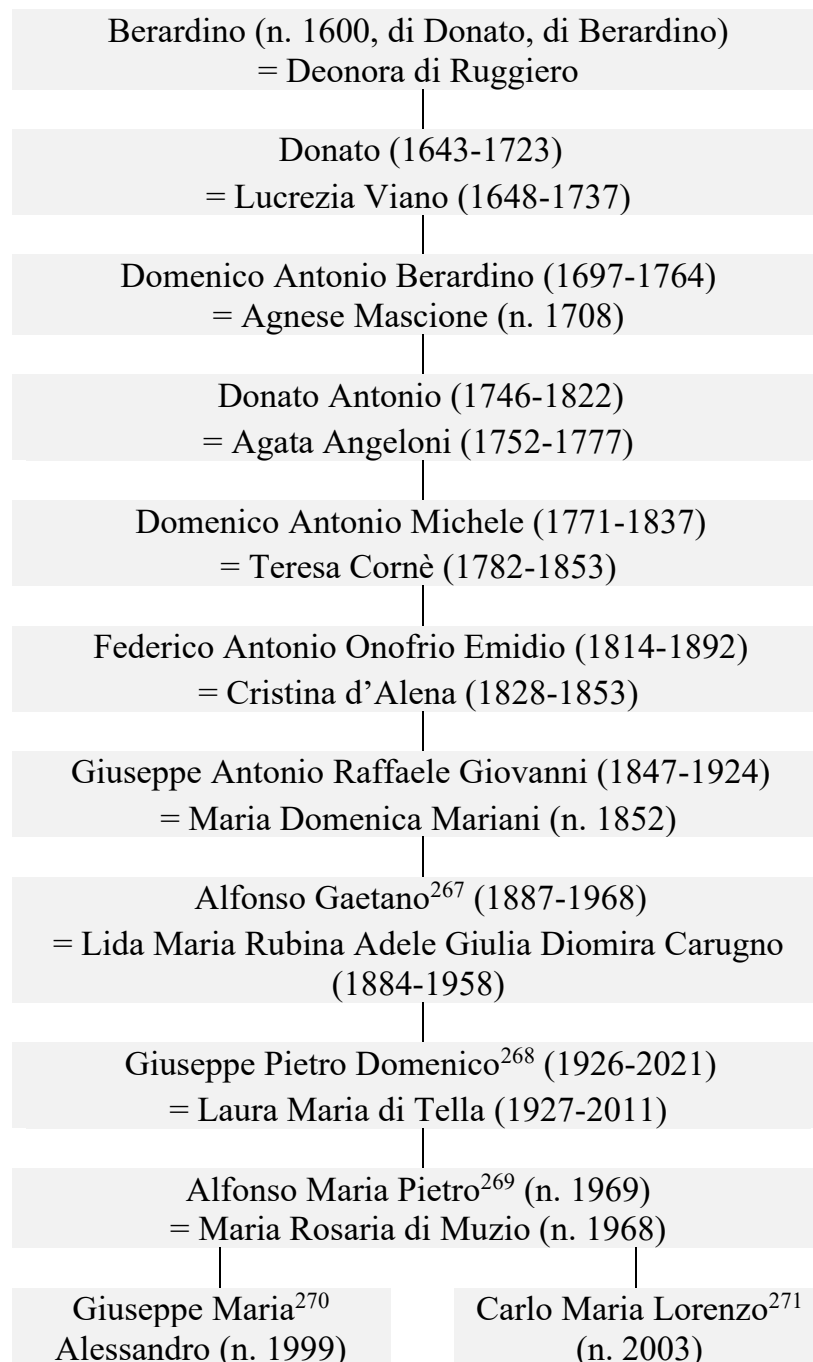 Berardino (n. 1600, di Donato, di Berardino)
= Deonora di Ruggiero
Donato (1643-1723)
= Lucrezia Viano (1648-1737)
Domenico Antonio Berardino (1697-1764)
= Agnese Mascione (n. 1708)
Donato Antonio (1746-1822)
= Agata Angeloni (1752-1777)
Domenico Antonio Michele (1771-1837)
= Teresa Cornè (1782-1853)
Federico Antonio Onofrio Emidio (1814-1892)
= Cristina d’Alena (1828-1853)
Giuseppe Antonio Raffaele Giovanni (1847-1924)
= Maria Domenica Mariani (n. 1852)
Alfonso Gaetano²⁶⁷ (1887-1968)
= Lida Maria Rubina Adele Giulia Diomira Carugno
(1884-1958)
Giuseppe Pietro Domenico²⁶⁸ (1926-2021)
= Laura Maria di Tella (1927-2011)
Alfonso Maria Pietro²⁶⁹ (n. 1969)
= Maria Rosaria di Muzio (n. 1968)
Giuseppe Maria²⁷⁰
Alessandro (n. 1999)
Carlo Maria Lorenzo²⁷¹
(n. 2003)